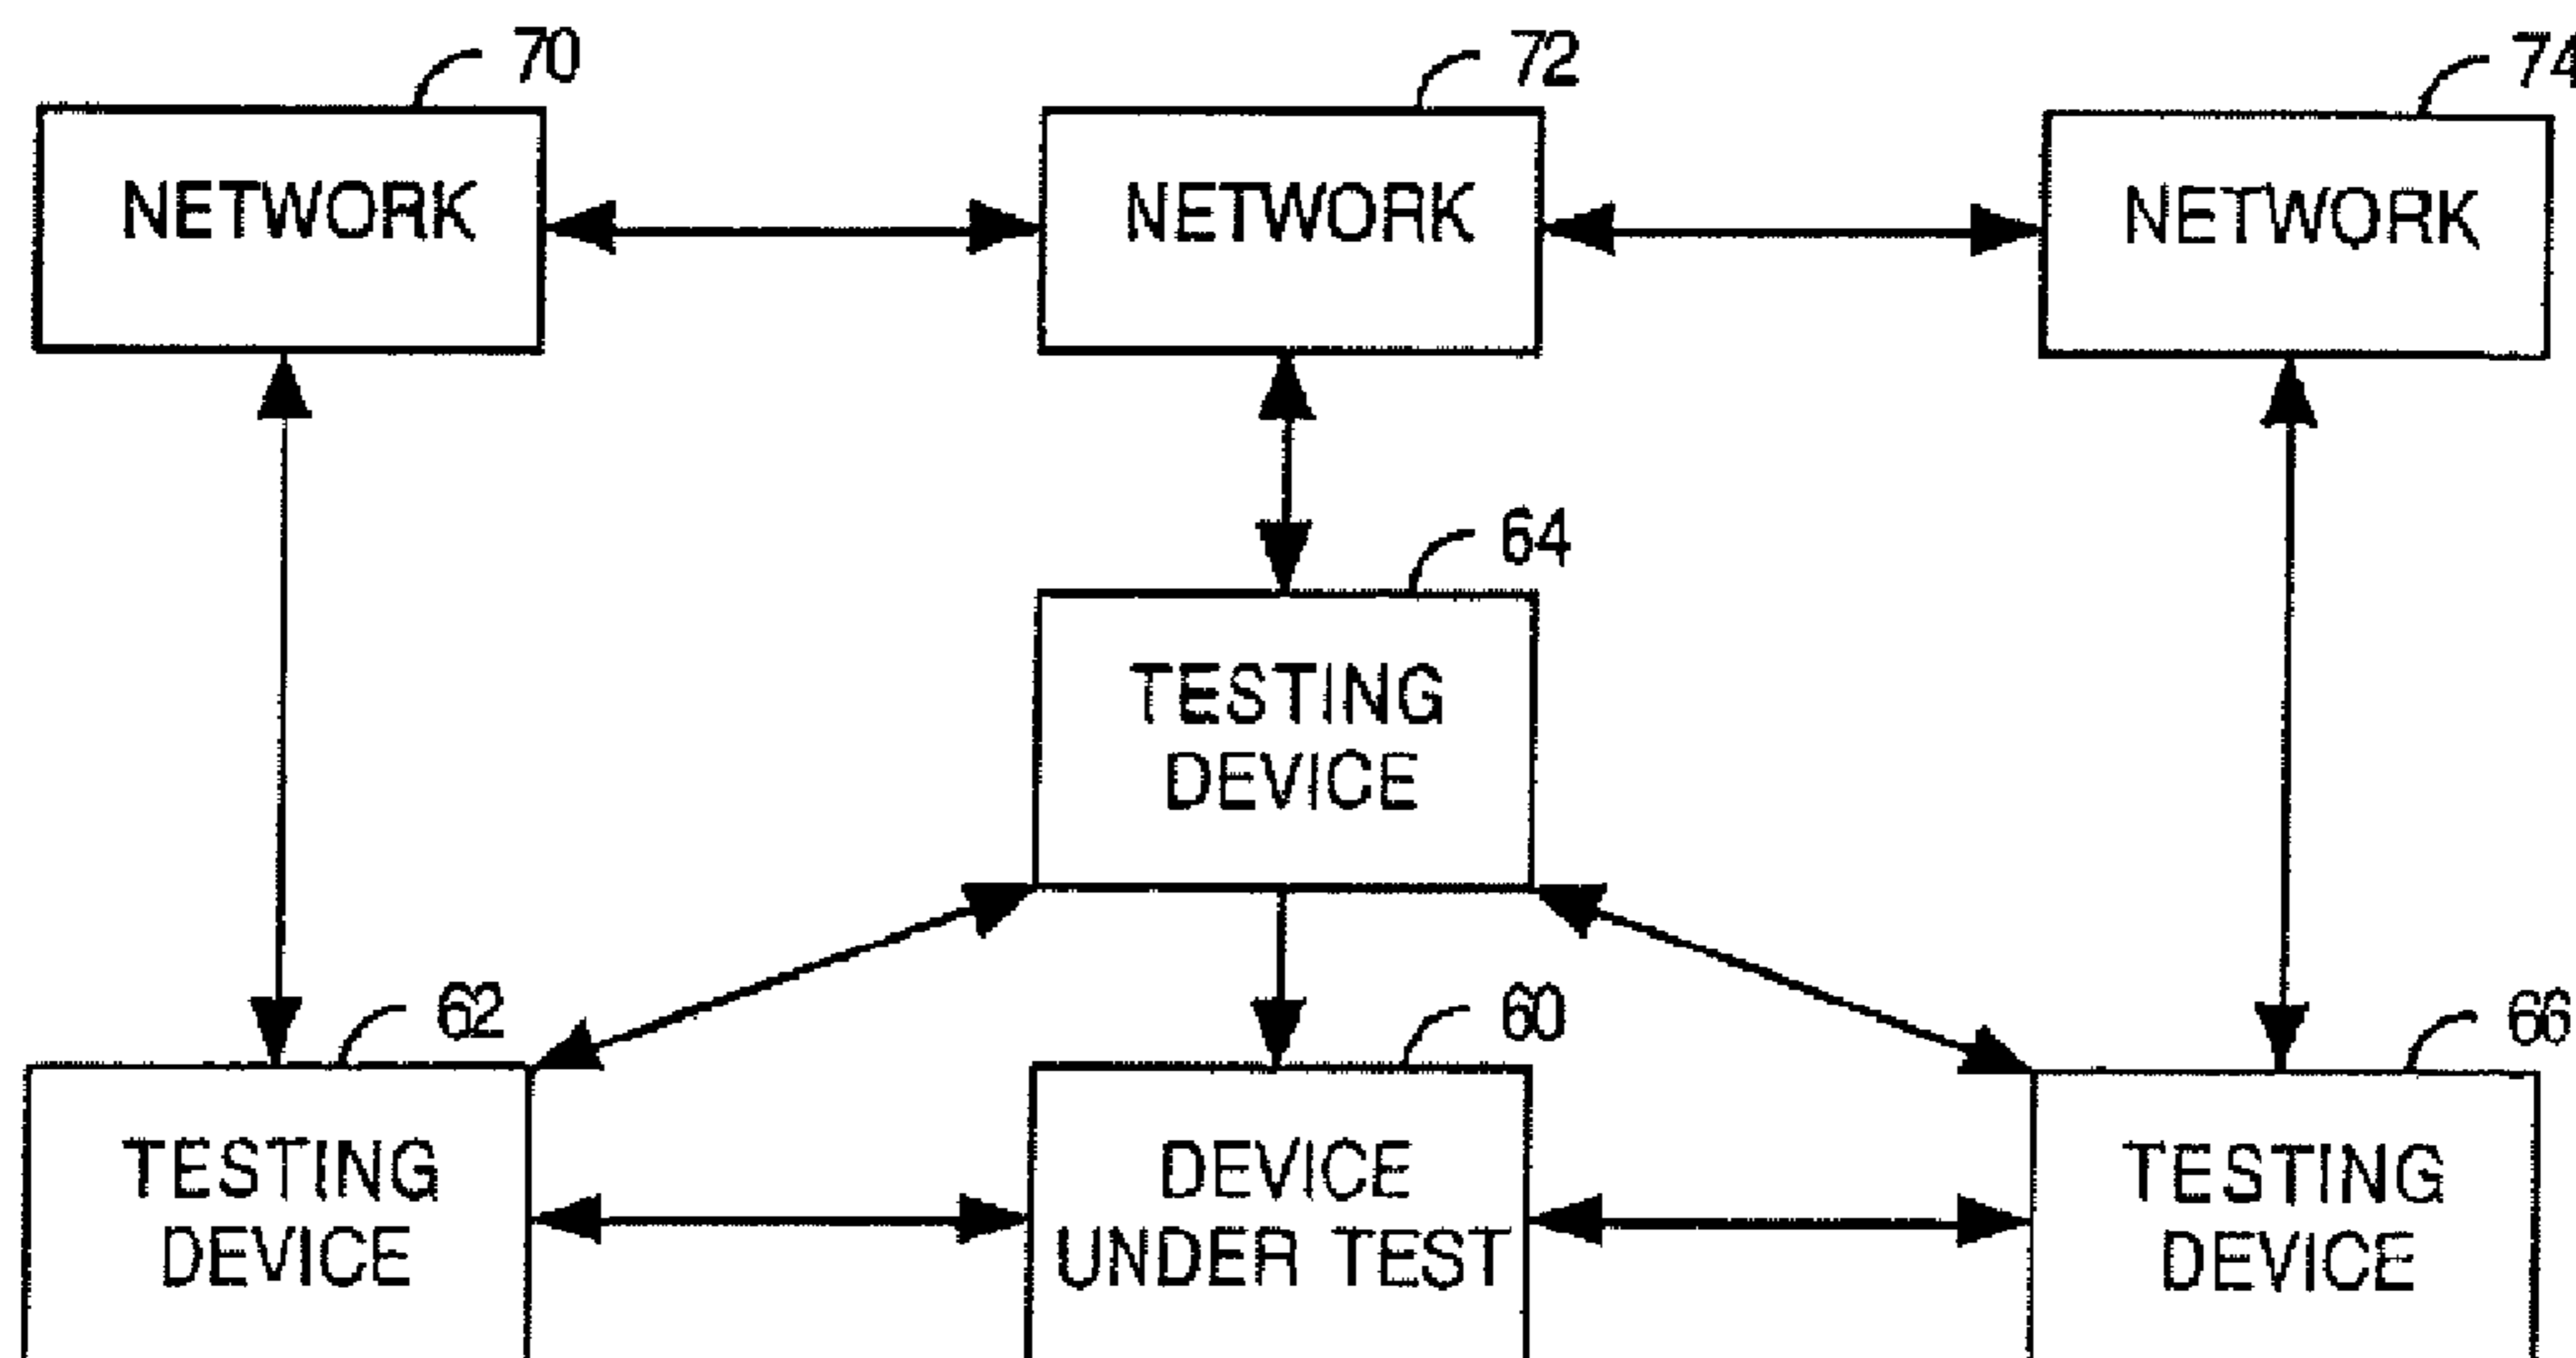 70
72
74
NETWORK
NETWORK
NETWORK
64
TESTING
DEVICE
62
60
66
TESTING
DEVICE
DEVICE
UNDER TEST
TESTING
DEVICE